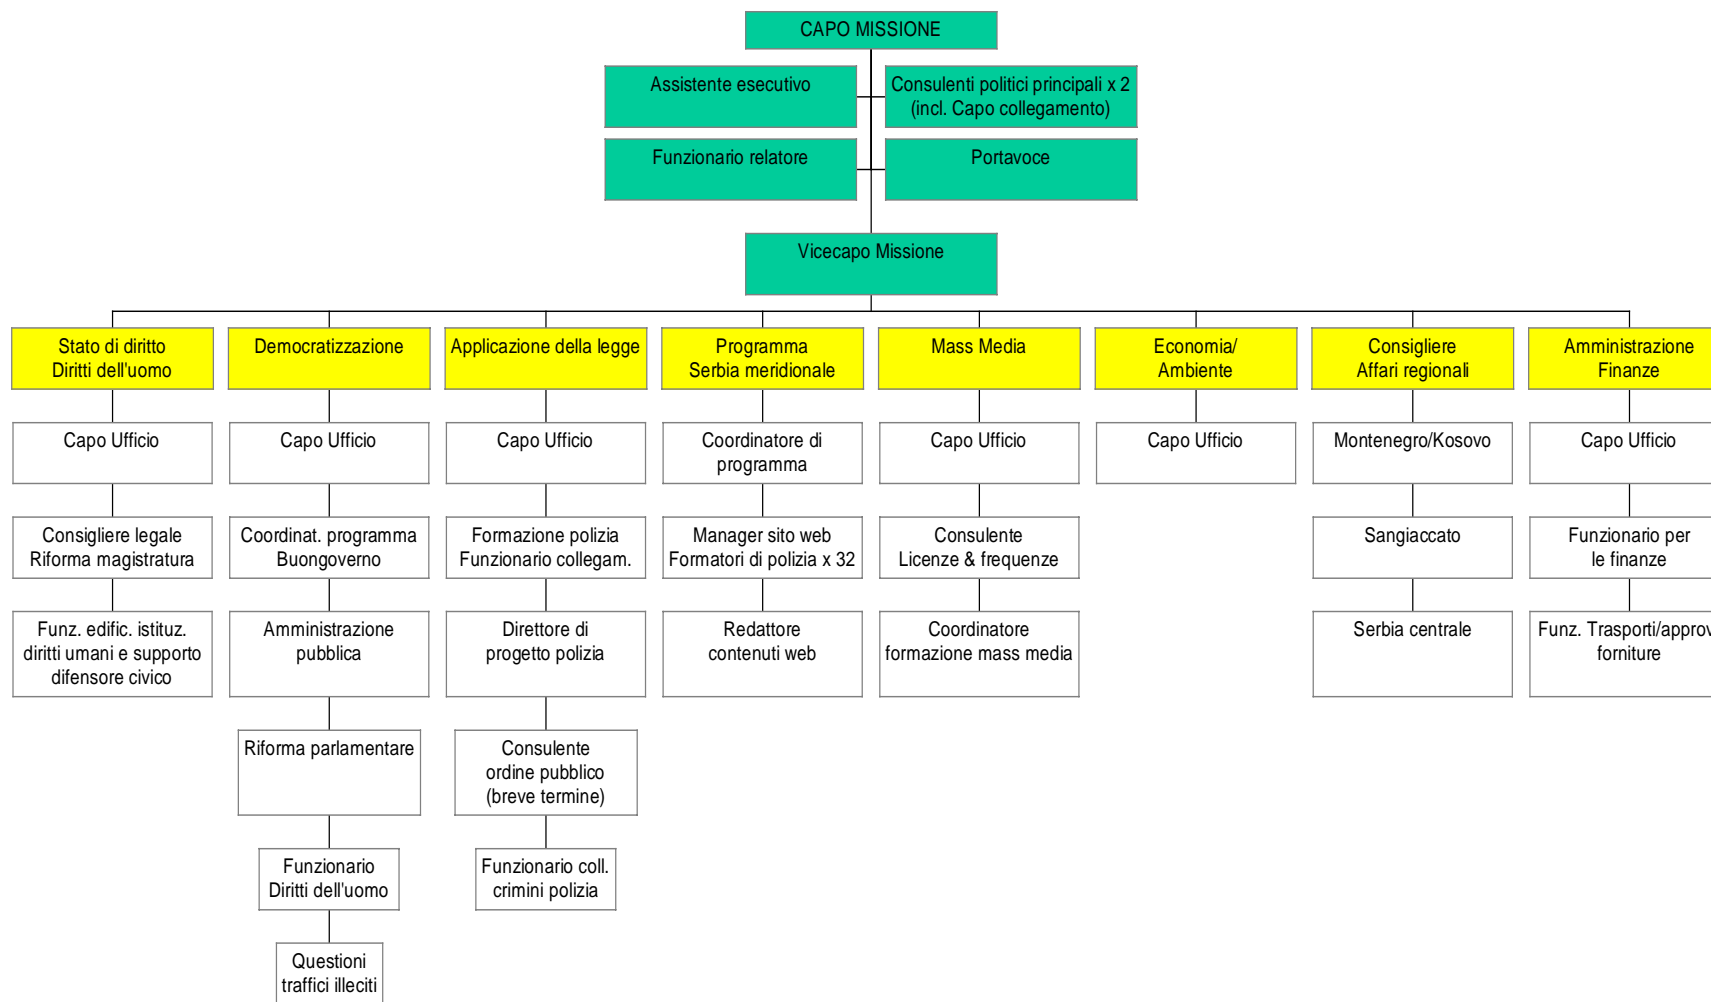 CAPO MISSIONE
Assistente esecutivo
Consulenti politici principali x 2
(incl. Capo collegamento)
Funzionario relatore
Portavoce
Vicecapo Missione
Stato di diritto
Diritti dell'uomo
Democratizzazione
Applicazione della legge
Programma
Serbia meridionale
Mass Media
Economia/
Ambiente
Consigliere
Affari regionali
Amministrazione
Finanze
Capo Ufficio
Capo Ufficio
Capo Ufficio
Coordinatore di
programma
Capo Ufficio
Capo Ufficio
Montenegro/Kosovo
Capo Ufficio
Consigliere legale
Riforma magistratura
Coordinat. programma
Buongoverno
Formazione polizia
Funzionario collegam.
Manager sito web
Formatori di polizia x 32
Consulente
Licenze & frequenze
Sangiaccato
Funzionario per
le finanze
Funz. edific. istituz.
diritti umani e supporto
difensore civico
Amministrazione
pubblica
Direttore di
progetto polizia
Redattore
contenuti web
Coordinatore
formazione mass media
Serbia centrale
Funz. Trasporti/approv
forniture
Riforma parlamentare
Consulente
ordine pubblico
(breve termine)
Funzionario
Diritti dell'uomo
Funzionario coll.
crimini polizia
Questioni
traffici illeciti